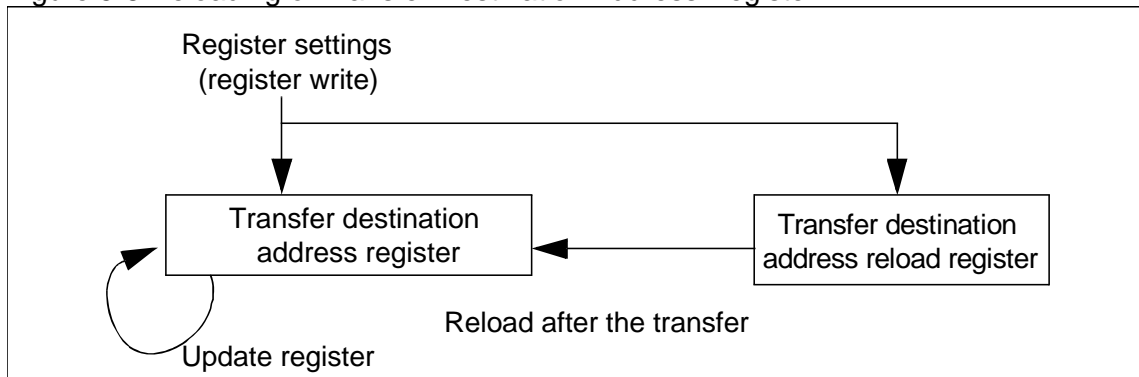 Register settings
(register write)
Transfer destination
address register
Transfer destination
address reload register
Reload after the transfer
Update register